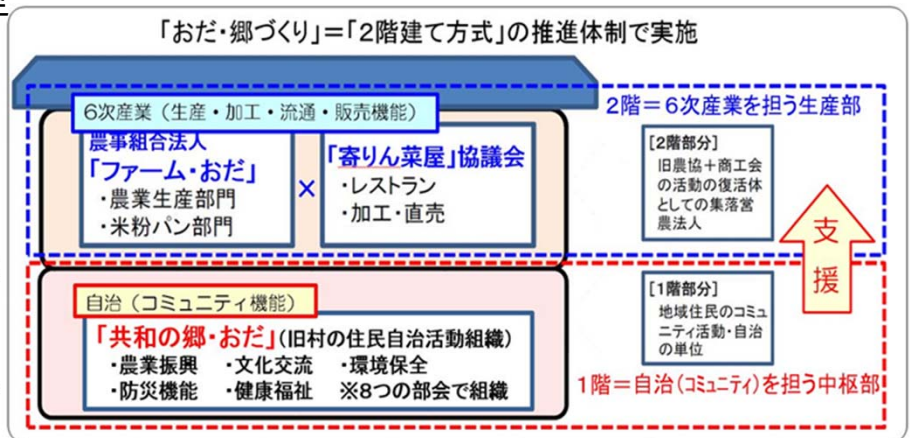 「おだ・郷づくり」=「2階建て方式」の推進体制で実施
6次産業(生産・加工・流通・販売機能)
2階=6次産業を担う生産部
農事組合法人
「ファーム・おだ」
・農業生産部門
・米粉パン部門
×
「寄りん菜屋」協議会
・レストラン
・加工・直売
[2階部分]
旧農協+商工会
の活動の復活体
としての集落営
農法人
支
援
自治(コミュニティ機能)
「共和の郷・おだ」(旧村の住民自治活動組織)
・農業振興 ・文化交流 ・環境保全
・防災機能 ・健康福祉 ※8つの部会で組織
[1階部分]
地域住民のコミュ
ニティ活動・自治
の単位
1階=自治(コミュニティ)を担う中枢部